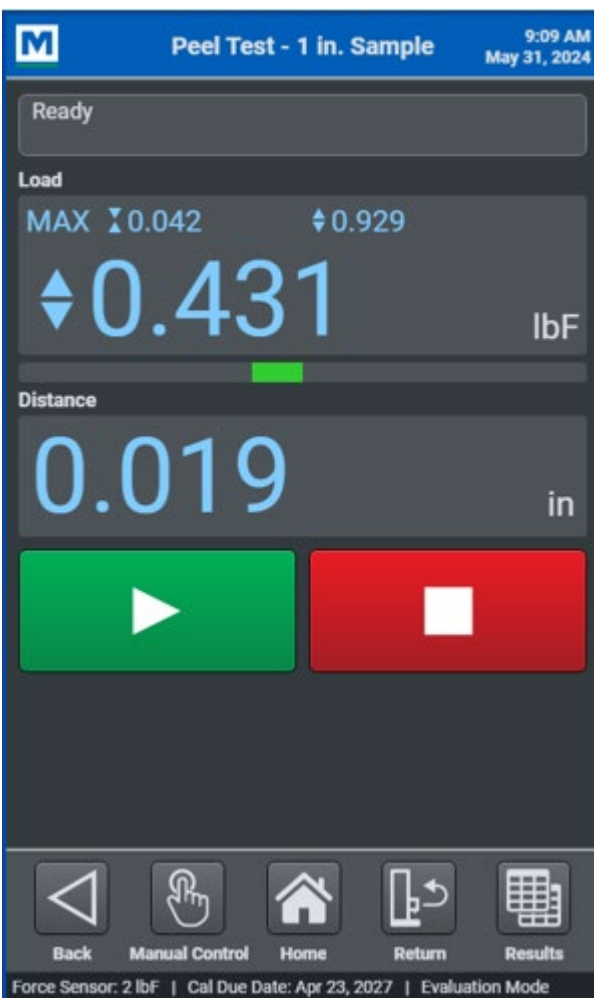 M
Peel Test - 1 in. Sample
9:09 AM
May 31, 2024
Ready
Load
MAX 0.042 0.929
0.431 lbF
Distance
0.019 in
Back Manual Control Home Return Results
Force Sensor: 2 lbF | Cal Due Date: Apr 23, 2027 | Evaluation Mode